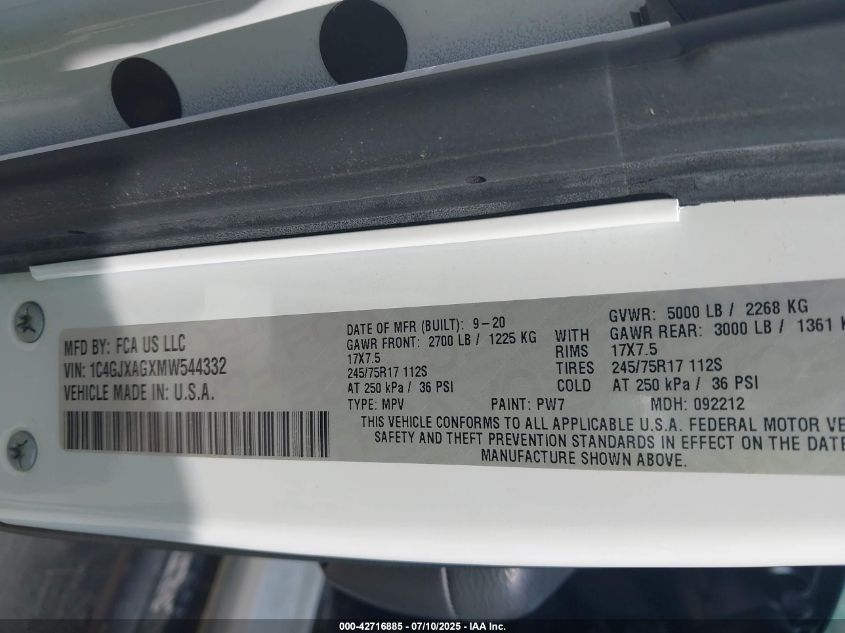 MFD BY: FCA US LLC
VIN: 1C4GJXAGXMW544332
VEHICLE MADE IN: U.S.A.
DATE OF MFR (BUILT): 9-20
GVWR: 5000 LB / 2268 KG
GAWR FRONT: 2700 LB / 1225 KG WITH GAWR REAR: 3000 LB / 1361 K
17X7.5 RIMS 17X7.5
245/75R17 112S TIRES 245/75R17 112S
AT 250 kPa / 36 PSI COLD AT 250 kPa / 36 PSI
TYPE: MPV PAINT: PW7 MDH: 092212
THIS VEHICLE CONFORMS TO ALL APPLICABLE U.S.A. FEDERAL MOTOR VE
SAFETY AND THEFT PREVENTION STANDARDS IN EFFECT ON THE DATE
MANUFACTURE SHOWN ABOVE.
000-42716885 - 07/10/2025 - IAA Inc.